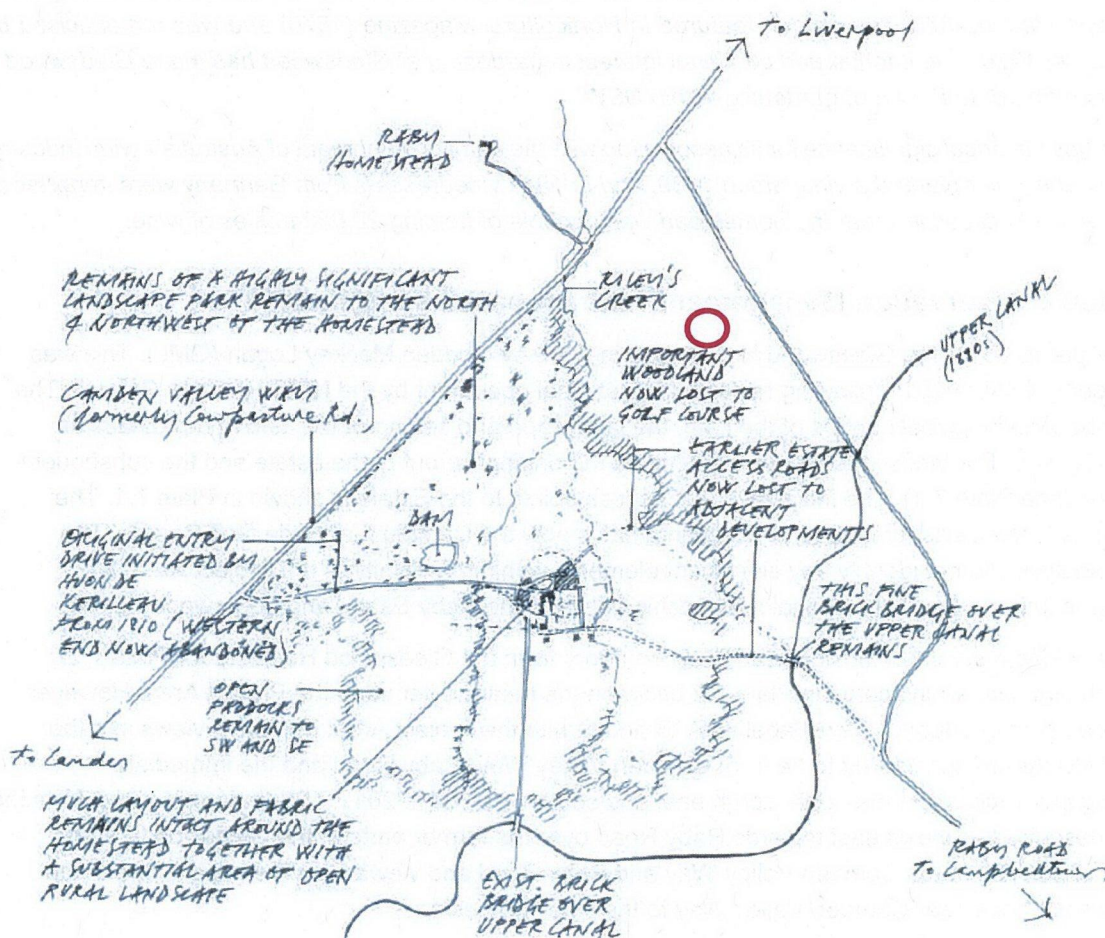 to Liverpool
RABY
HOMESTEAD
REMAINS OF A HIGHLY SIGNIFICANT
LANDSCAPE PARK REMAIN TO THE NORTH
& NORTHWEST OF THE HOMESTEAD
RILEY'S
CREEK
UPPER CANAL
(1880s)
IMPORTANT
WOODLAND
NOW LOST TO
GOLF COURSE
CAMDEN VALLEY WAY
(formerly Cowpasture Rd.)
EARLIER ESTATE
ACCESS ROADS
NOW LOST TO
ADJACENT
DEVELOPMENTS
DAM
ORIGINAL ENTRY
DRIVE INITIATED BY
HUON DE
KERILLEAU
FROM 1810 (WESTERN
END NOW ABANDONED)
THIS FINE
BRICK BRIDGE OVER
THE UPPER CANAL
REMAINS
OPEN
PADDOCKS
REMAIN TO
SW AND SE
to Camden
MUCH LAYOUT AND FABRIC
REMAINS INTACT AROUND THE
HOMESTEAD TOGETHER WITH
A SUBSTANTIAL AREA OF OPEN
RURAL LANDSCAPE
EXIST. BRICK
BRIDGE OVER
UPPER CANAL
RABY ROAD
to Campbelltown